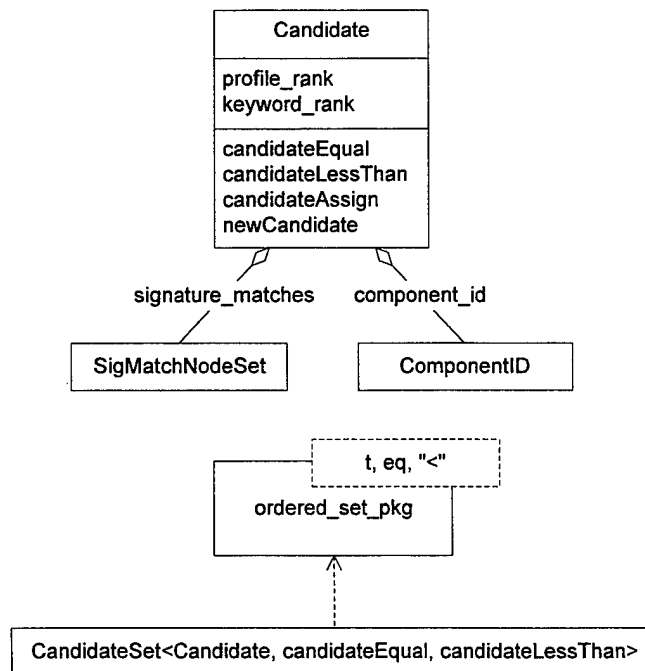 Candidate
profile_rank
keyword_rank
candidateEqual
candidateLessThan
candidateAssign
newCandidate
signature_matches
component_id
SigMatchNodeSet
ComponentID
t, eq, "<"
ordered_set_pkg
CandidateSet<Candidate, candidateEqual, candidateLessThan>